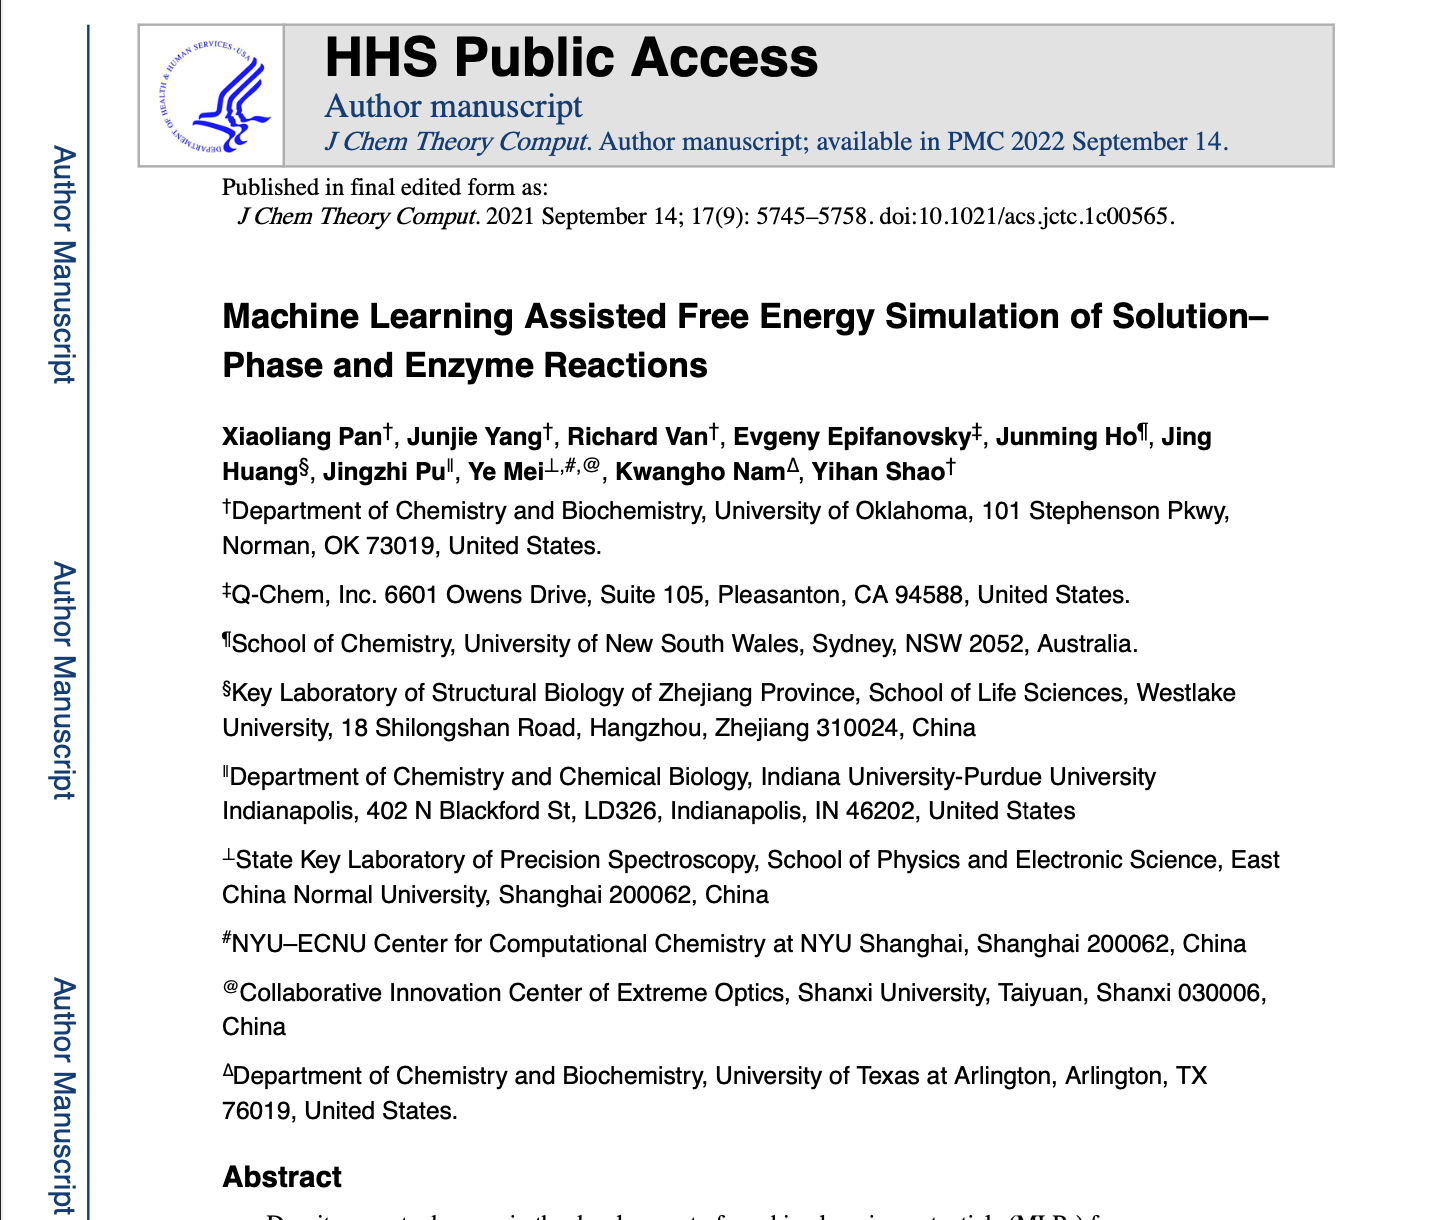 DEPARTMENT OF HEALTH & HUMAN SERVICES · USA
HHS Public Access
Author manuscript
J Chem Theory Comput. Author manuscript; available in PMC 2022 September 14.
Published in final edited form as:
J Chem Theory Comput. 2021 September 14; 17(9): 5745–5758. doi:10.1021/acs.jctc.1c00565.
Machine Learning Assisted Free Energy Simulation of Solution–
Phase and Enzyme Reactions
Xiaoliang Pan†, Junjie Yang†, Richard Van†, Evgeny Epifanovsky‡, Junming Ho¶, Jing
Huang§, Jingzhi Pu‖, Ye Mei⊥,#,@, Kwangho NamΔ, Yihan Shao†
†Department of Chemistry and Biochemistry, University of Oklahoma, 101 Stephenson Pkwy,
Norman, OK 73019, United States.
‡Q-Chem, Inc. 6601 Owens Drive, Suite 105, Pleasanton, CA 94588, United States.
¶School of Chemistry, University of New South Wales, Sydney, NSW 2052, Australia.
§Key Laboratory of Structural Biology of Zhejiang Province, School of Life Sciences, Westlake
University, 18 Shilongshan Road, Hangzhou, Zhejiang 310024, China
‖Department of Chemistry and Chemical Biology, Indiana University-Purdue University
Indianapolis, 402 N Blackford St, LD326, Indianapolis, IN 46202, United States
⊥State Key Laboratory of Precision Spectroscopy, School of Physics and Electronic Science, East
China Normal University, Shanghai 200062, China
#NYU–ECNU Center for Computational Chemistry at NYU Shanghai, Shanghai 200062, China
@Collaborative Innovation Center of Extreme Optics, Shanxi University, Taiyuan, Shanxi 030006,
China
ΔDepartment of Chemistry and Biochemistry, University of Texas at Arlington, Arlington, TX
76019, United States.
Abstract
Author Manuscript
Author Manuscript
Author Manuscript